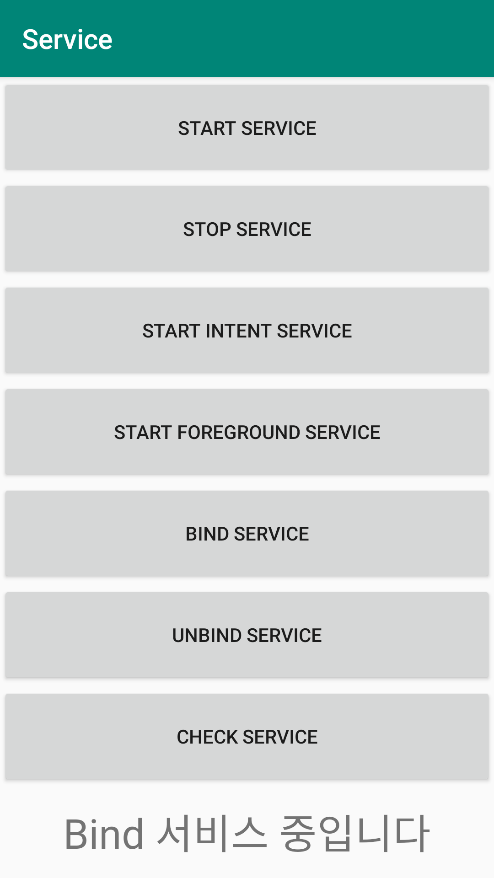 Service
START SERVICE
STOP SERVICE
START INTENT SERVICE
START FOREGROUND SERVICE
BIND SERVICE
UNBIND SERVICE
CHECK SERVICE
Bind 서비스 중입니다